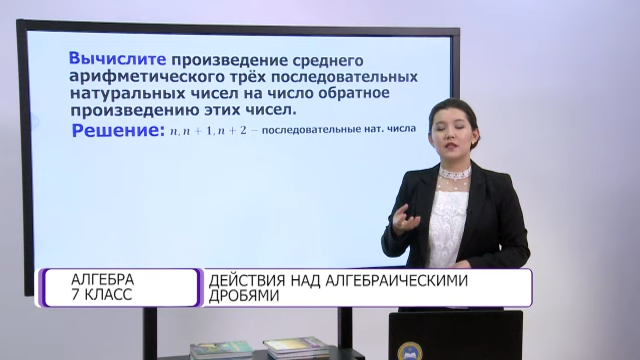 Вычислите произведение среднего
арифметического трёх последовательных
натуральных чисел на число обратное
произведению этих чисел.
Решение: n, n + 1, n + 2 – последовательные нат. числа
АЛГЕБРА
7 КЛАСС
ДЕЙСТВИЯ НАД АЛГЕБРАИЧЕСКИМИ
ДРОБЯМИ